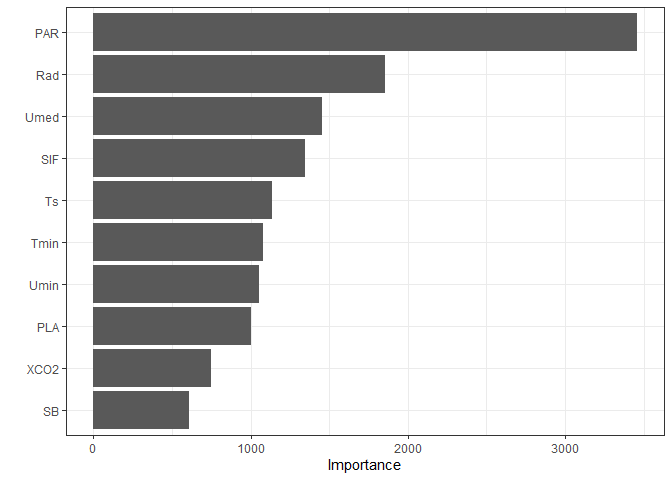 PAR
Rad
Umed
SIF
Ts
Tmin
Umin
PLA
XCO2
SB
0 1000 2000 3000
Importance